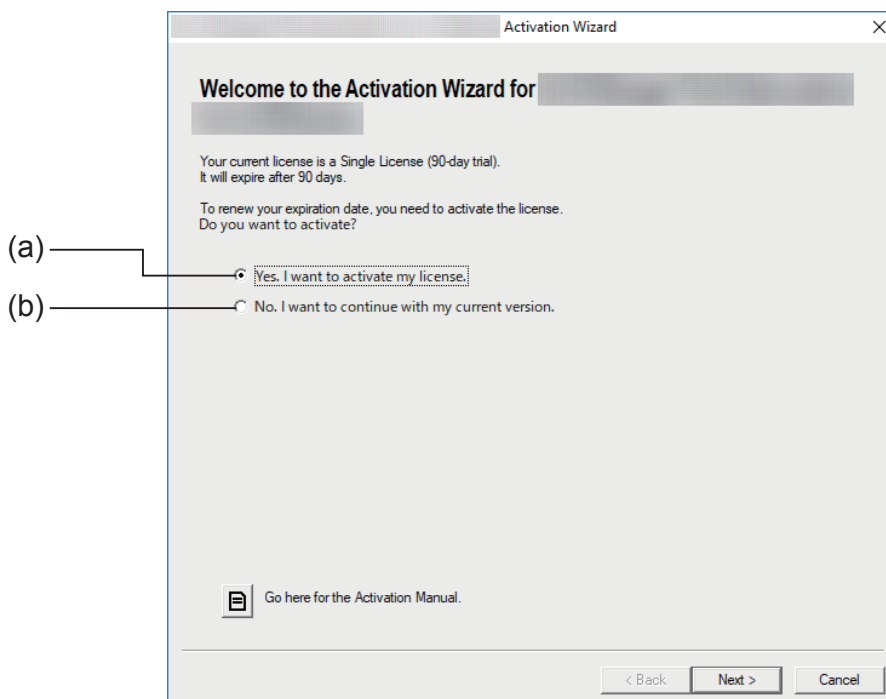 Activation Wizard
Welcome to the Activation Wizard for
Your current license is a Single License (90-day trial).
It will expire after 90 days.
To renew your expiration date, you need to activate the license.
Do you want to activate?
(a)
Yes. I want to activate my license.
(b)
No. I want to continue with my current version.
Go here for the Activation Manual.
< Back
Next >
Cancel